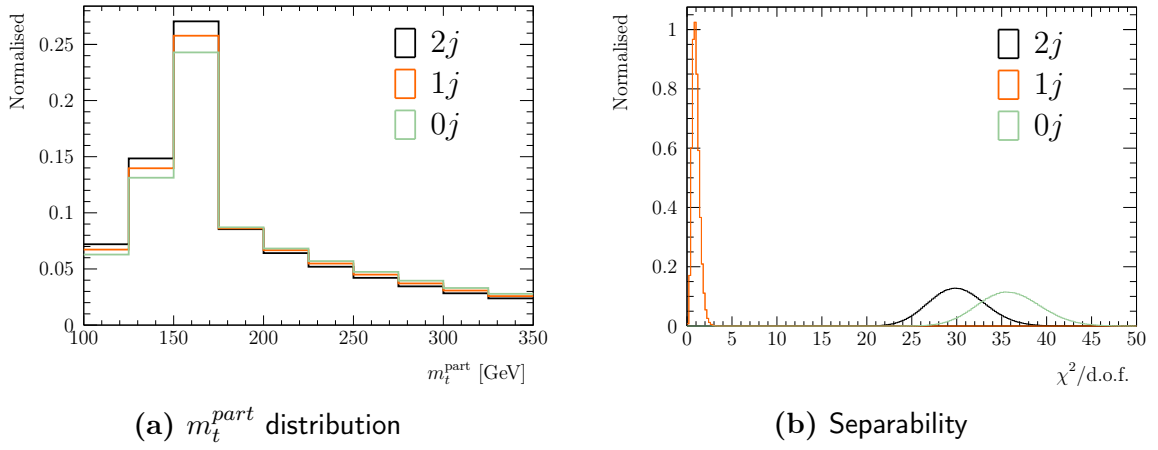 Normalised
0.25
0.2
0.15
0.1
0.05
0
100 150 200 250 300 350
m_t^part [GeV]
2j
1j
0j
(a) m_t^part distribution
Normalised
1
0.8
0.6
0.4
0.2
0
0 5 10 15 20 25 30 35 40 45 50
χ²/d.o.f.
2j
1j
0j
(b) Separability